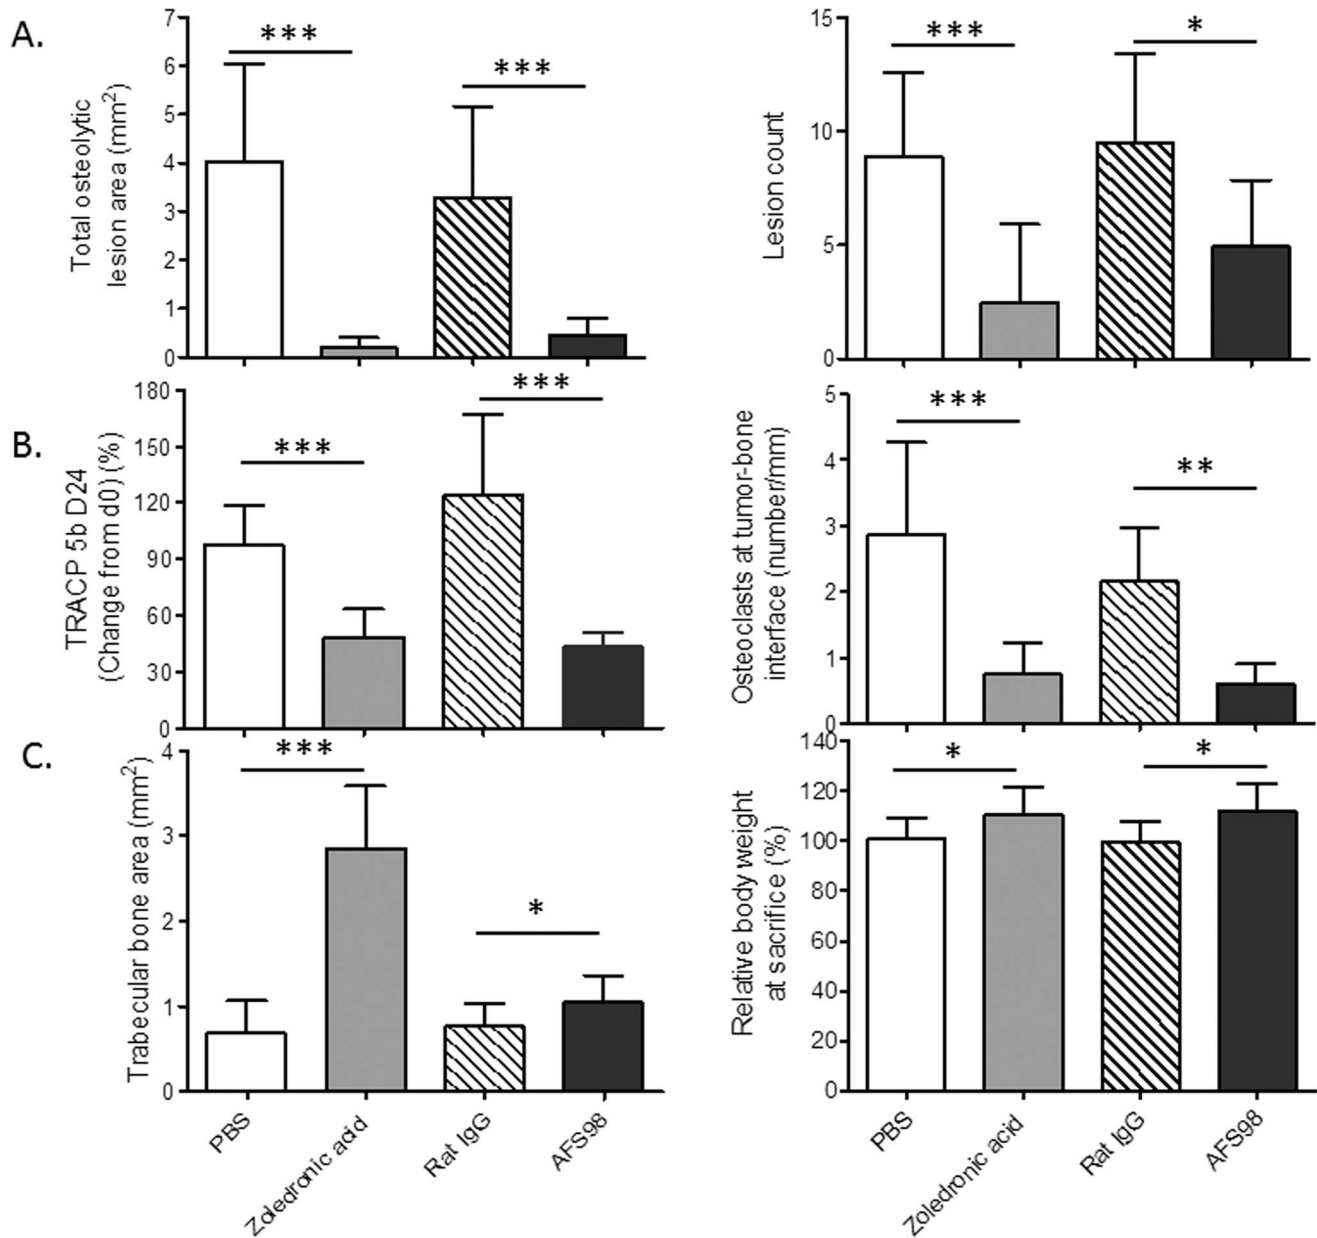 A.
Total osteolytic
lesion area (mm²)
7
6
5
4
3
2
1
0
***
***
Lesion count
15
10
5
0
***
*
B.
TRACP 5b D24
(Change from d0) (%)
180
150
120
90
60
30
0
***
***
Osteoclasts at tumor-bone
interface (number/mm)
5
4
3
2
1
0
***
**
C.
Trabecular bone area (mm²)
4
3
2
1
0
***
*
PBS
Zoledronic acid
Rat IgG
AFS98
Relative body weight
at sacrifice (%)
140
120
100
80
60
40
20
0
*
*
PBS
Zoledronic acid
Rat IgG
AFS98